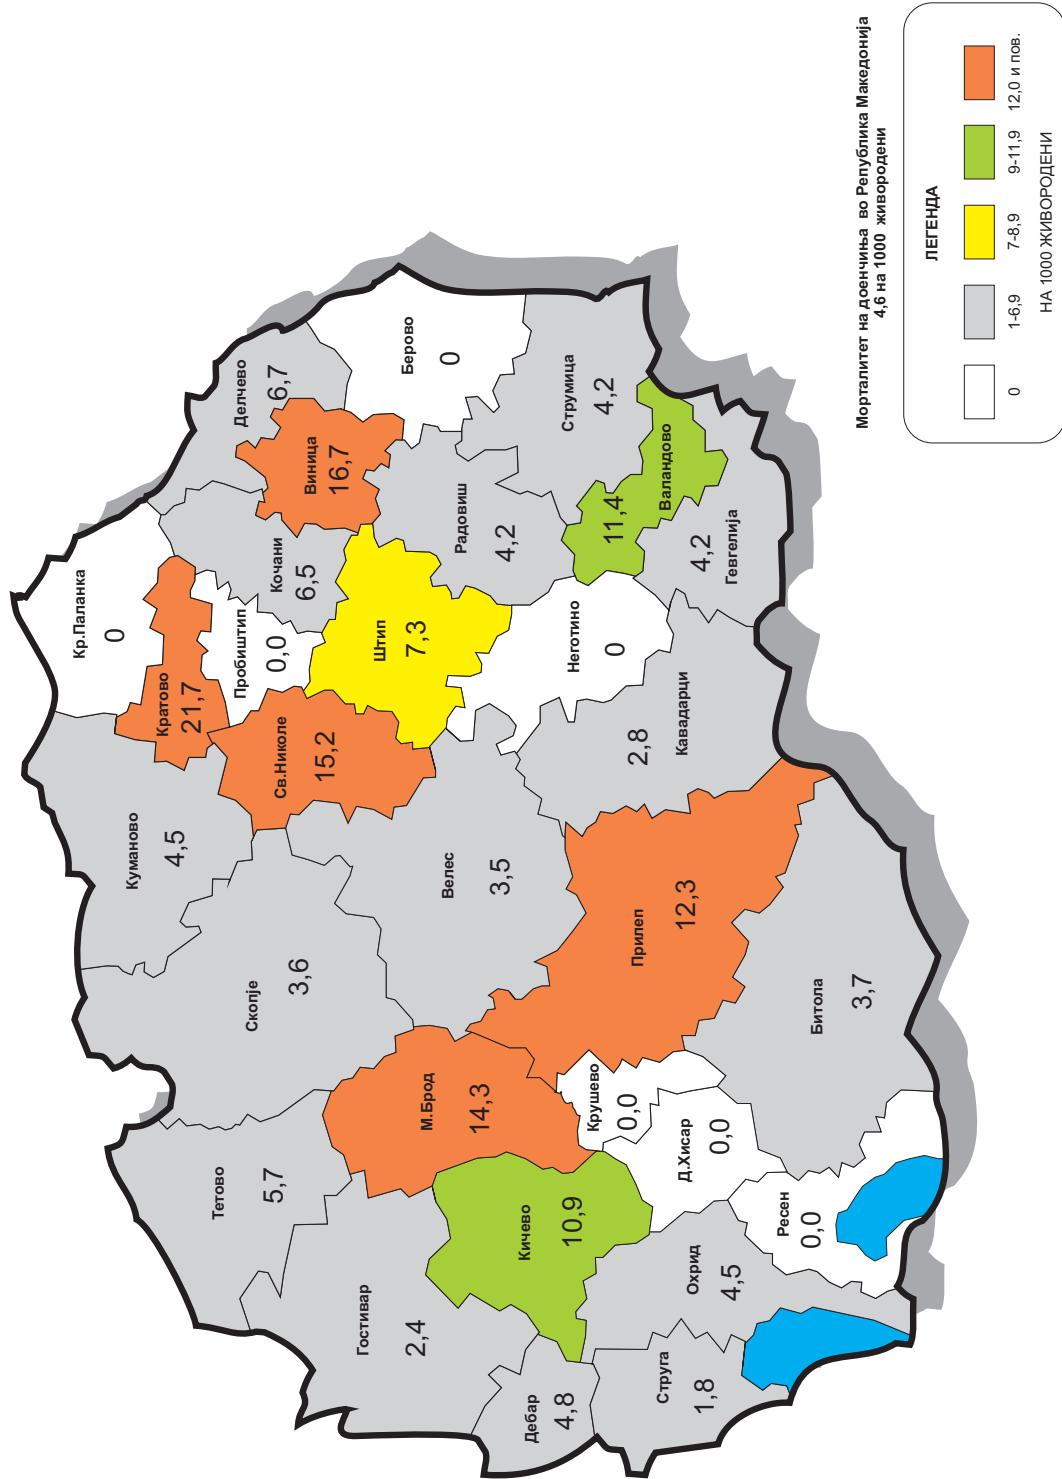 Кр.Паланка
0
Куманово
4,5
Кратово
21,7
Делчево
6,7
Пробиштип
0,0
Кочани
6,5
Виница
16,7
Скопје
3,6
Св.Николе
15,2
Тетово
5,7
Штип
7,3
Берово
0
Гостивар
2,4
М.Брод
14,3
Велес
3,5
Радовиш
4,2
Кичево
10,9
Неготино
0
Струмица
4,2
Дебар
4,8
Крушево
0,0
Прилеп
12,3
Кавадарци
2,8
Валандово
11,4
Струга
1,8
Охрид
4,5
Д.Хисар
0,0
Гевгелија
4,2
Ресен
0,0
Битола
3,7
Морталитет на доенчиња во Република Македонија
4,6 на 1000 живородени
ЛЕГЕНДА
0
1-6,9
7-8,9
9-11,9
12,0 и пов.
НА 1000 ЖИВОРОДЕНИ